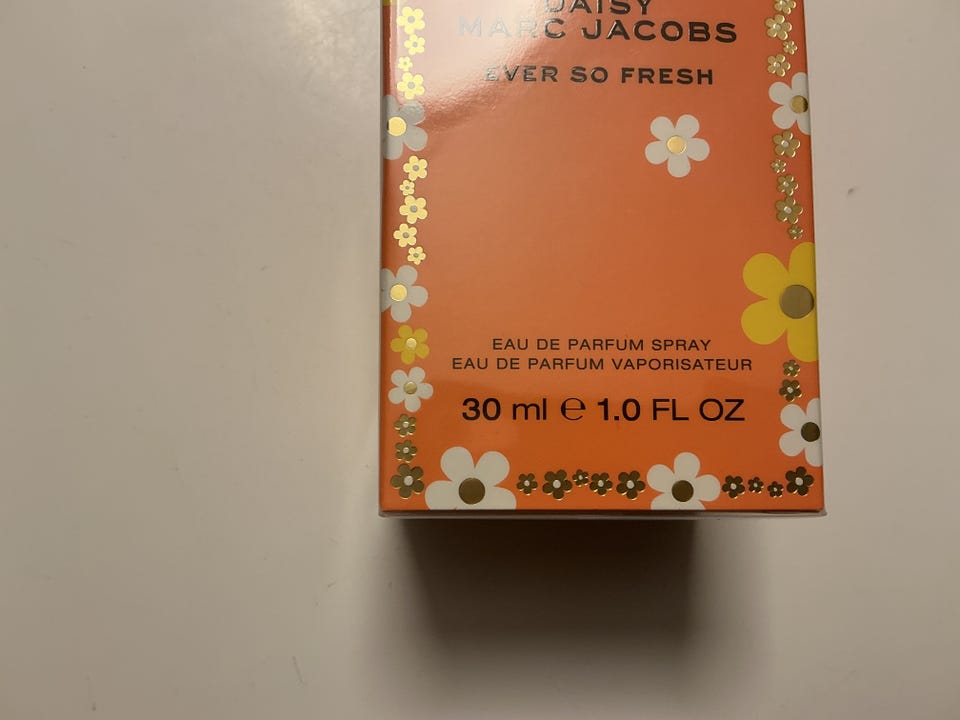 DAISY
MARC JACOBS
EVER SO FRESH
EAU DE PARFUM SPRAY
EAU DE PARFUM VAPORISATEUR
30 ml ℮ 1.0 FL OZ